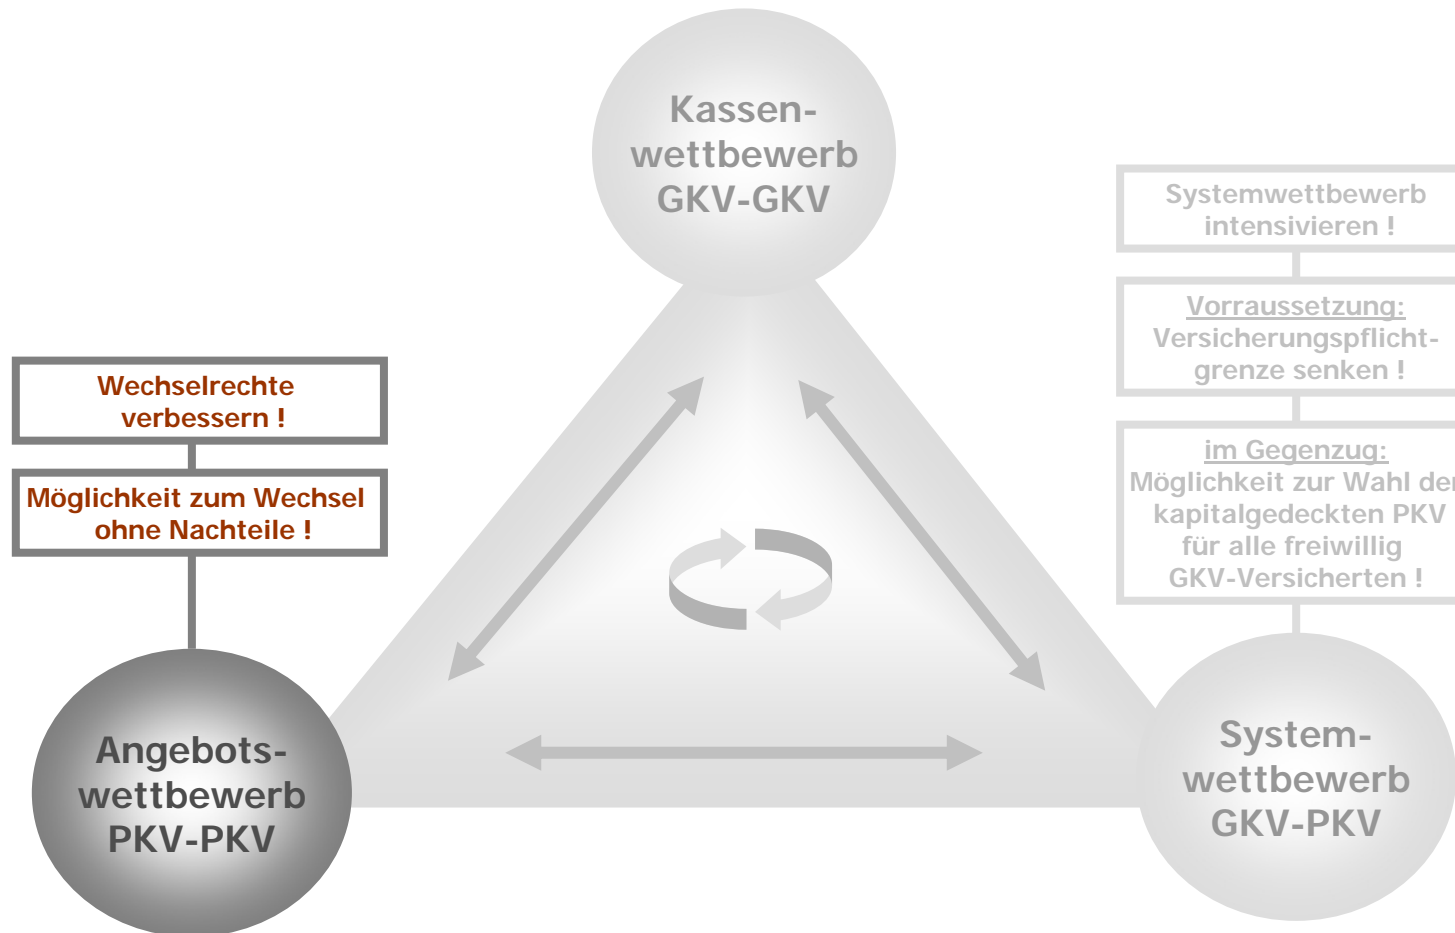 Kassen-
wettbewerb
GKV-GKV
Systemwettbewerb
intensivieren !
Vorraussetzung:
Versicherungspflicht-
grenze senken !
im Gegenzug:
Möglichkeit zur Wahl der
kapitalgedeckten PKV
für alle freiwillig
GKV-Versicherten !
Wechselrechte
verbessern !
Möglichkeit zum Wechsel
ohne Nachteile !
Angebots-
wettbewerb
PKV-PKV
System-
wettbewerb
GKV-PKV